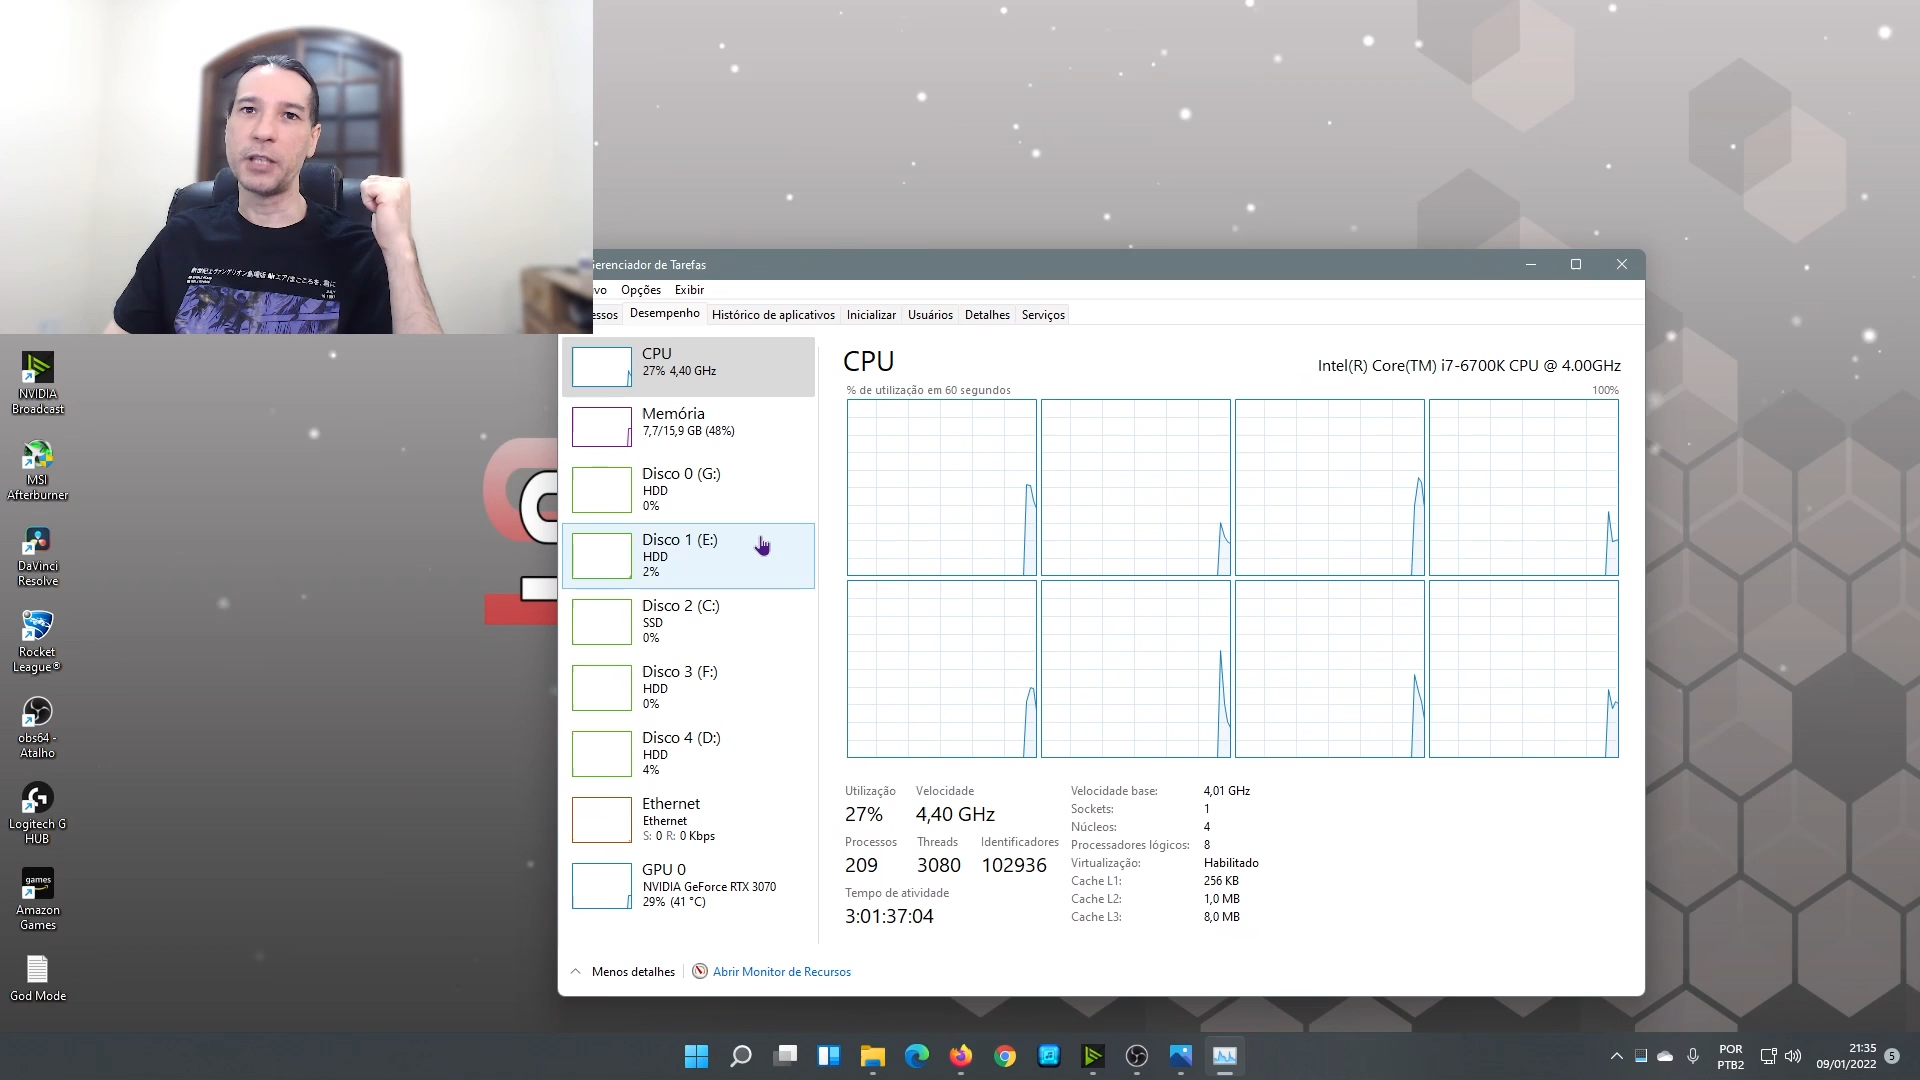 Gerenciador de Tarefas
Opções
Exibir
Desempenho
Histórico de aplicativos
Inicializar
Usuários
Detalhes
Serviços
CPU
27% 4,40 GHz
Memória
7,7/15,9 GB (48%)
Disco 0 (G:)
HDD
0%
Disco 1 (E:)
HDD
2%
Disco 2 (C:)
SSD
0%
Disco 3 (F:)
HDD
0%
Disco 4 (D:)
HDD
4%
Ethernet
Ethernet
S: 0 R: 0 Kbps
GPU 0
NVIDIA GeForce RTX 3070
29% (41 °C)
CPU
Intel(R) Core(TM) i7-6700K CPU @ 4.00GHz
% de utilização em 60 segundos
100%
Utilização
27%
Velocidade
4,40 GHz
Processos
209
Threads
3080
Identificadores
102936
Tempo de atividade
3:01:37:04
Velocidade base: 4,01 GHz
Sockets: 1
Núcleos: 4
Processadores lógicos: 8
Virtualização: Habilitado
Cache L1: 256 KB
Cache L2: 1,0 MB
Cache L3: 8,0 MB
Menos detalhes
Abrir Monitor de Recursos
NVIDIA
Broadcast
MSI
Afterburner
DaVinci
Resolve
Rocket
League®
obs64 -
Atalho
Logitech G
HUB
games
Amazon
Games
God Mode
POR
PTB2
21:35
09/01/2022
5